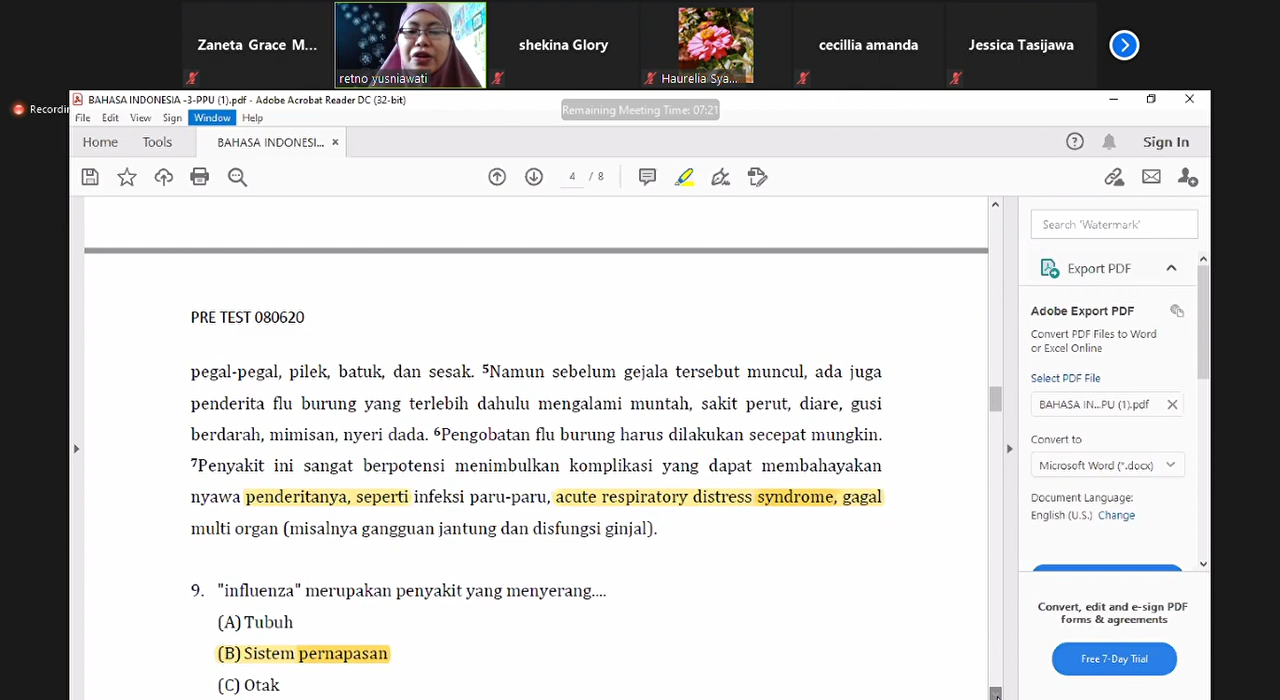 Zaneta Grace M...
retno yusniawati
shekina Glory
Haurelia Sya...
cecillia amanda
Jessica Tasijawa
Recordin
BAHASA INDONESIA -3-PPU (1).pdf - Adobe Acrobat Reader DC (32-bit)
Remaining Meeting Time: 07:21
File Edit View Sign Window Help
Home Tools BAHASA INDONESI... ×
Sign In
4 / 8
PRE TEST 080620
pegal-pegal, pilek, batuk, dan sesak. ⁵Namun sebelum gejala tersebut muncul, ada juga
penderita flu burung yang terlebih dahulu mengalami muntah, sakit perut, diare, gusi
berdarah, mimisan, nyeri dada. ⁶Pengobatan flu burung harus dilakukan secepat mungkin.
⁷Penyakit ini sangat berpotensi menimbulkan komplikasi yang dapat membahayakan
nyawa penderitanya, seperti infeksi paru-paru, acute respiratory distress syndrome, gagal
multi organ (misalnya gangguan jantung dan disfungsi ginjal).
9. "influenza" merupakan penyakit yang menyerang....
(A) Tubuh
(B) Sistem pernapasan
(C) Otak
Search 'Watermark'
Export PDF
Adobe Export PDF
Convert PDF Files to Word
or Excel Online
Select PDF File
BAHASA IN...PU (1).pdf
Convert to
Microsoft Word (*.docx)
Document Language:
English (U.S.) Change
Convert, edit and e-sign PDF
forms & agreements
Free 7-Day Trial